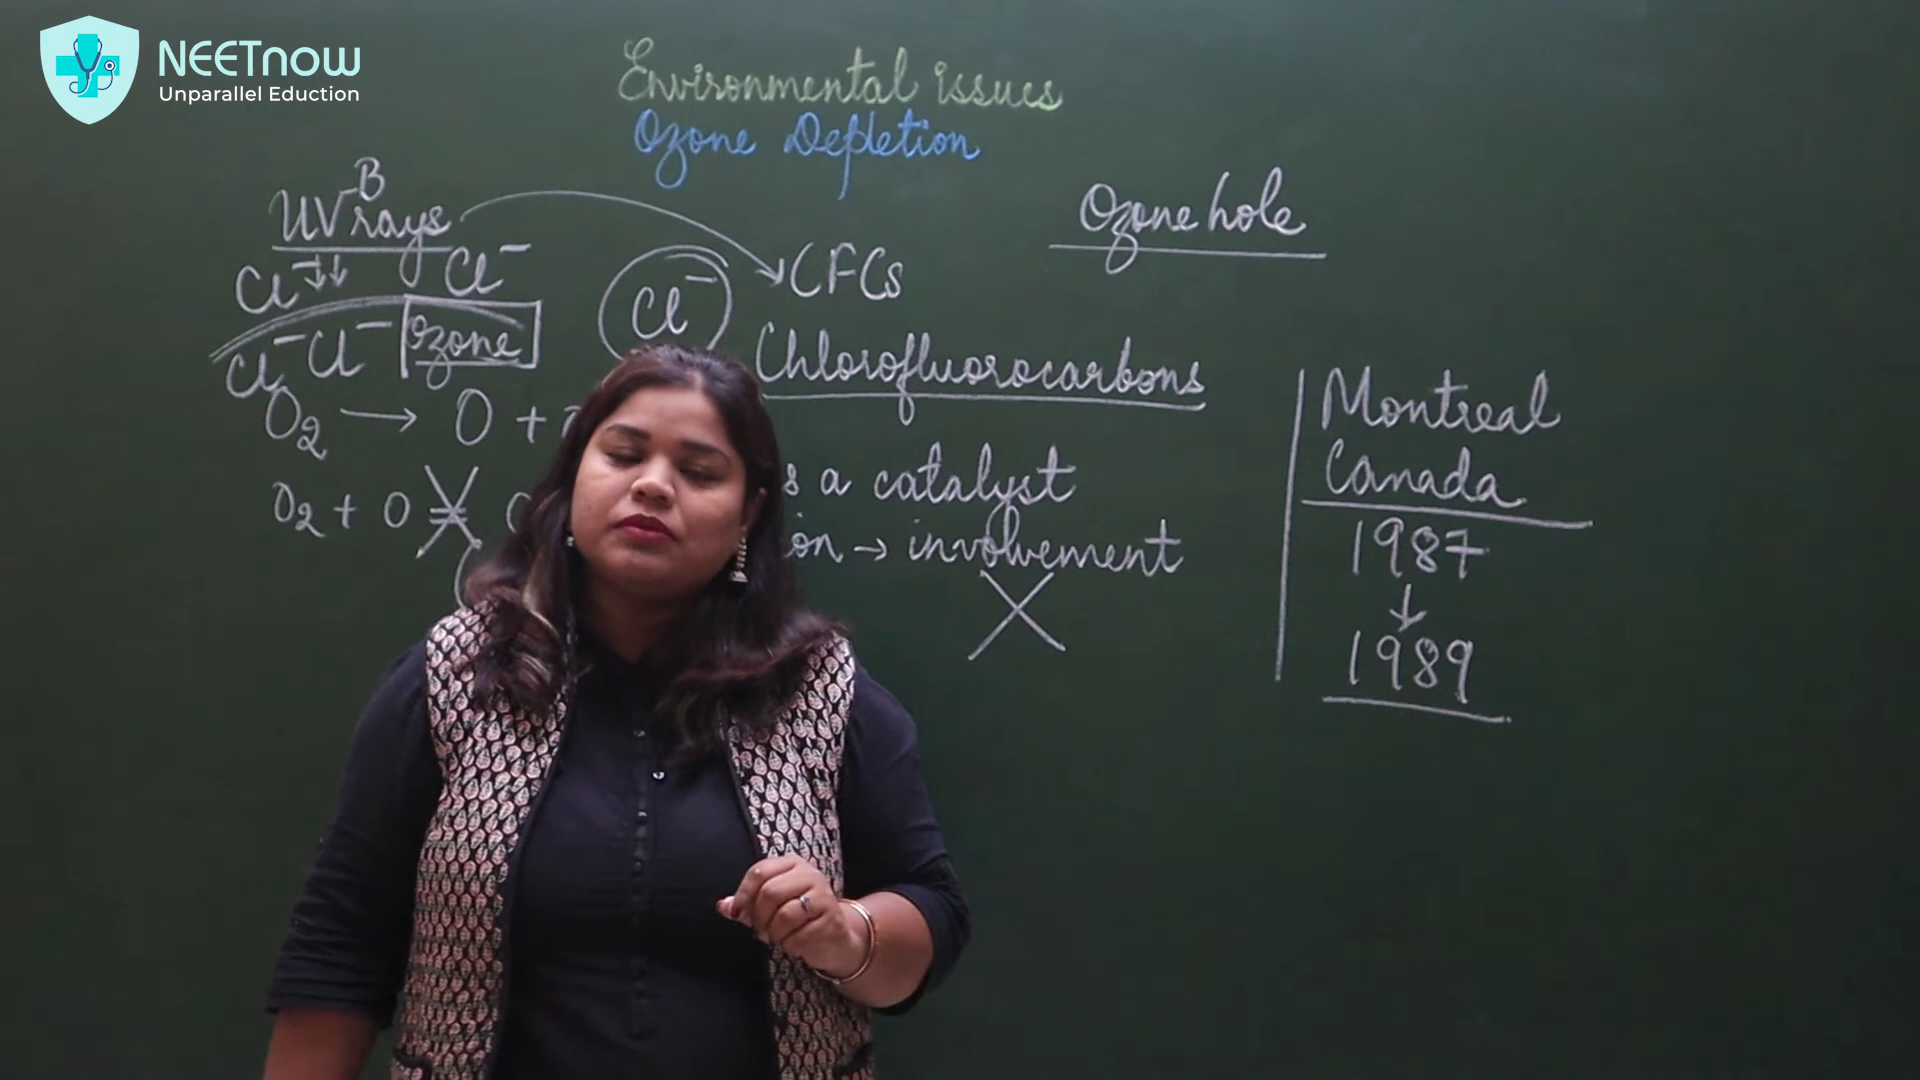 NEETnow
Unparallel Eduction
Environmental issues
Ozone Depletion
UV-B rays
Cl⁻ ↓↓ Cl⁻
Cl⁻ Cl⁻ Ozone
O₂ → O +
O₂ + O
Cl⁻
CFCs
Chlorofluorocarbons
a catalyst
→ involvement
X
Ozone hole
Montreal
Canada
1987
↓
1989